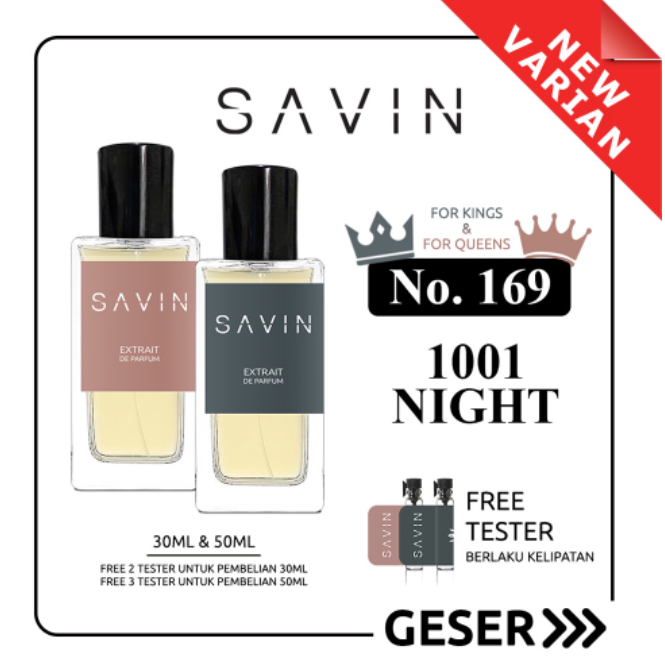 NEW
VARIAN
SAVIN
FOR KINGS
&
FOR QUEENS
No. 169
1001
NIGHT
SAVIN
EXTRAIT
DE PARFUM
SAVIN
EXTRAIT
DE PARFUM
30ML & 50ML
FREE 2 TESTER UNTUK PEMBELIAN 30ML
FREE 3 TESTER UNTUK PEMBELIAN 50ML
SAVIN
SAVIN
FREE
TESTER
BERLAKU KELIPATAN
GESER